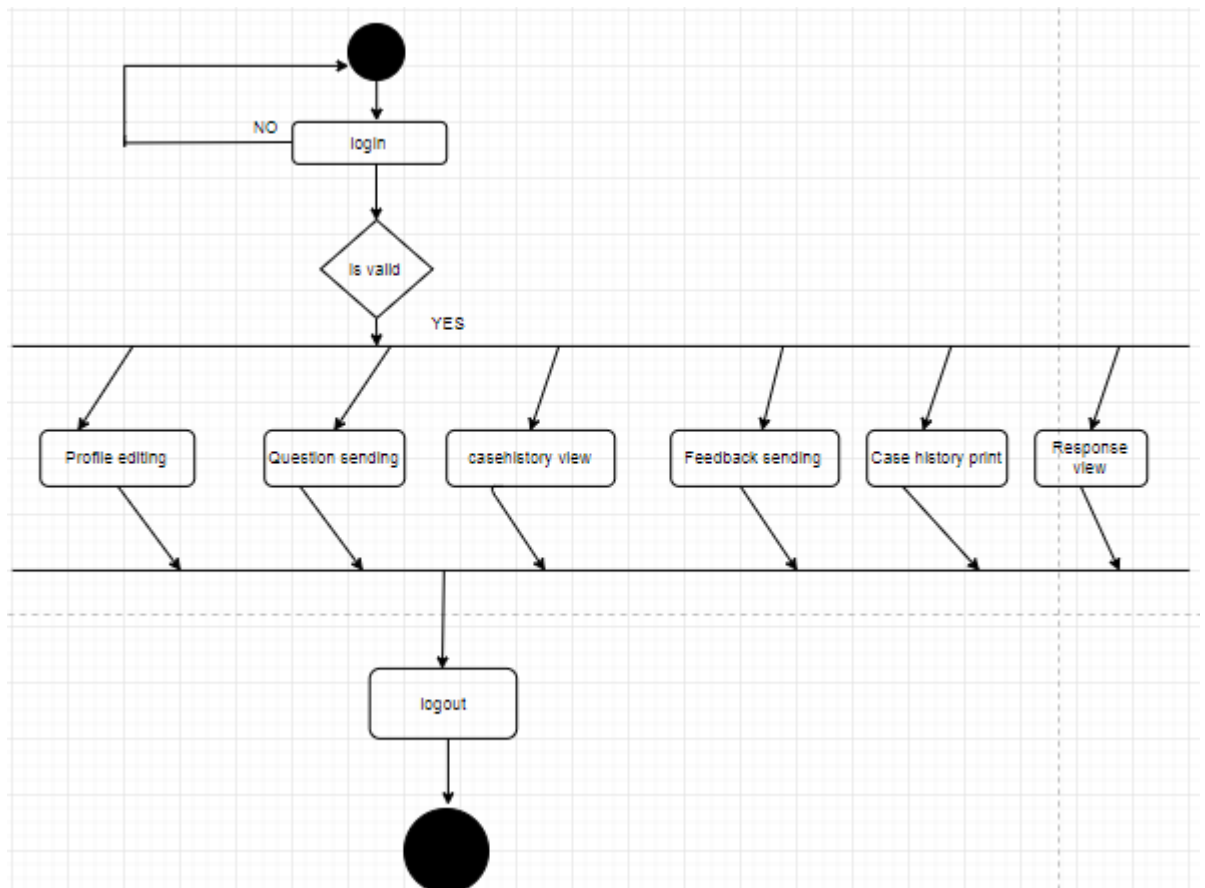 NO
login
is valid
YES
Profile editing
Question sending
casehistory view
Feedback sending
Case history print
Response
view
logout